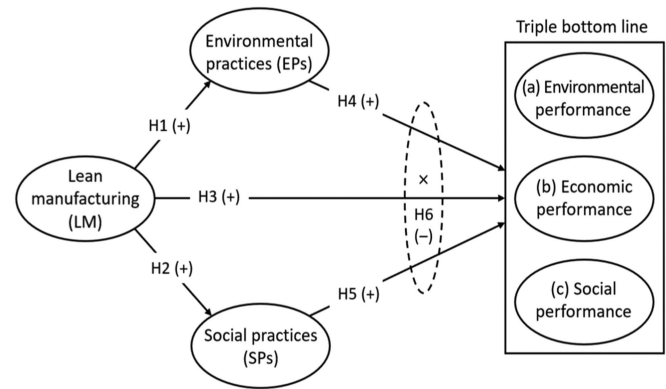 Environmental
practices (EPs)
Triple bottom line
(a) Environmental
performance
H4 (+)
H1 (+)
Lean
manufacturing
(LM)
H3 (+)
×
H6
(–)
(b) Economic
performance
H2 (+)
H5 (+)
(c) Social
performance
Social practices
(SPs)